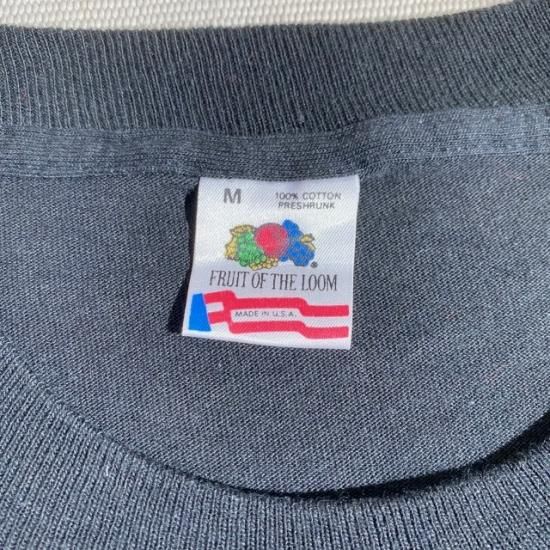 M
100% COTTON
PRESHRUNK
®
FRUIT OF THE LOOM
MADE IN U.S.A.